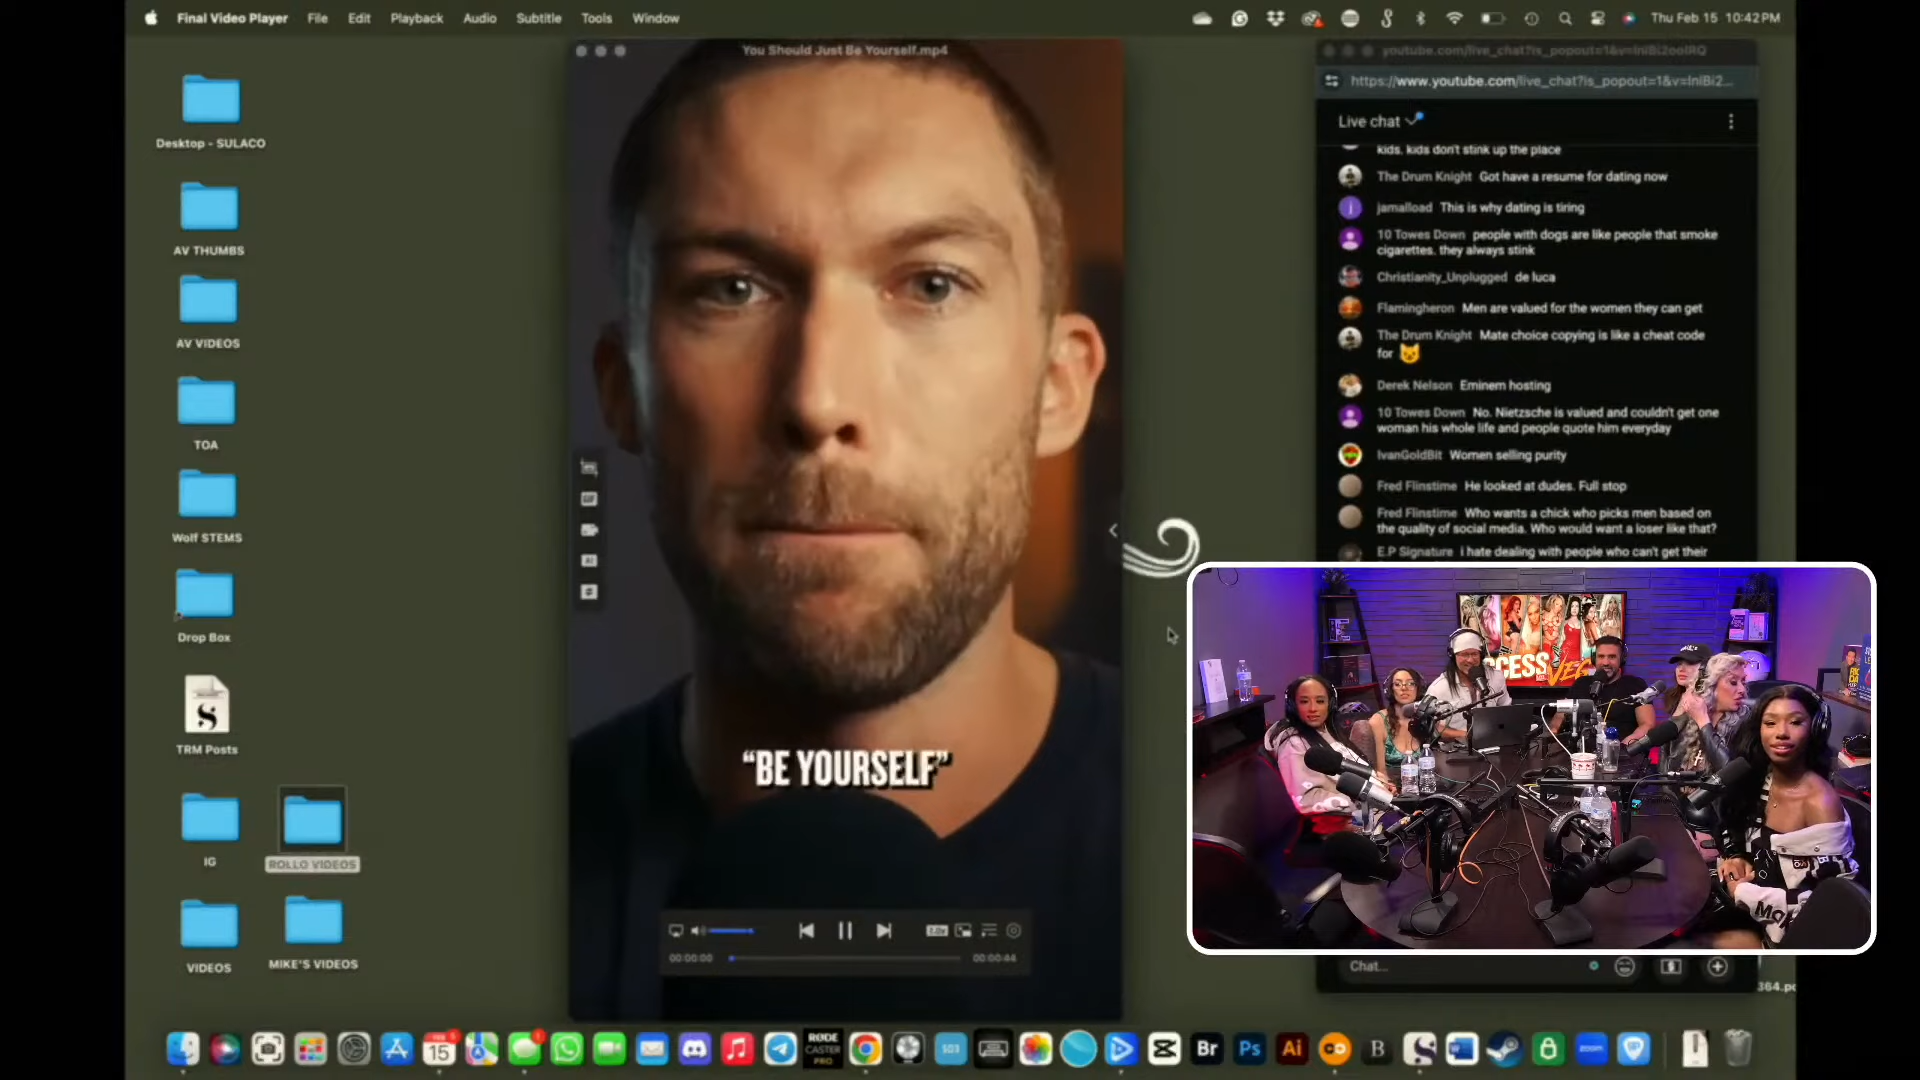 Final Video Player File Edit Playback Audio Subtitle Tools Window
Thu Feb 15 10:42 PM
You Should Just Be Yourself.mp4
Desktop - SULACO
AV THUMBS
AV VIDEOS
TOA
Wolf STEMS
Drop Box
TRM Posts
IG
ROLLO VIDEOS
VIDEOS
MIKE'S VIDEOS
“BE YOURSELF”
00:00:00
00:00:44
https://www.youtube.com/live_chat?is_popout=1&v=
Live chat
kids. kids don't stink up the place
The Drum Knight Got have a resume for dating now
jamalload This is why dating is tiring
10 Towes Down people with dogs are like people that smoke
cigarettes. they always stink
Christianity_Unplugged de luca
Flamingheron Men are valued for the women they can get
The Drum Knight Mate choice copying is like a cheat code
for 😺
Derek Nelson Eminem hosting
10 Towes Down No. Nietzsche is valued and couldn't get one
woman his whole life and people quote him everyday
IvanGoldBit Women selling purity
Fred Flinstime He looked at dudes. Full stop
Fred Flinstime Who wants a chick who picks men based on
the quality of social media. Who would want a loser like that?
E.P Signature i hate dealing with people who can't get their
Chat...
RØDE
CASTER
PRO
15
503
Br
Ps
Ai
B
zoom